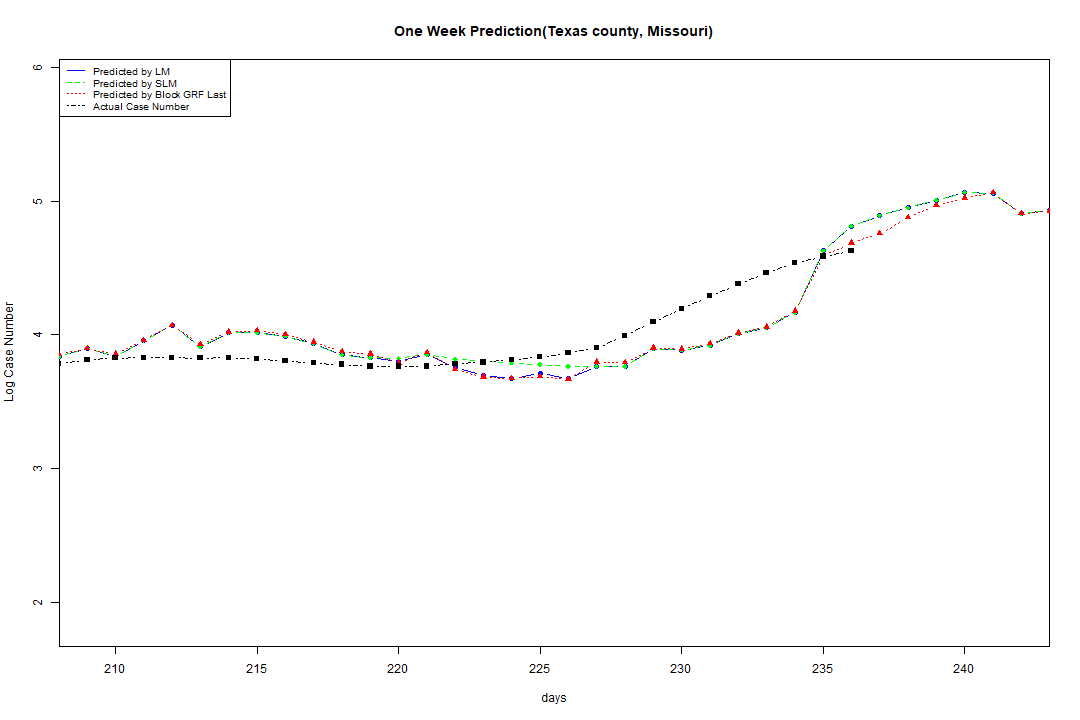 One Week Prediction(Texas county, Missouri)
Predicted by LM
Predicted by SLM
Predicted by Block GRF Last
Actual Case Number
6
5
4
3
2
Log Case Number
210 215 220 225 230 235 240
days